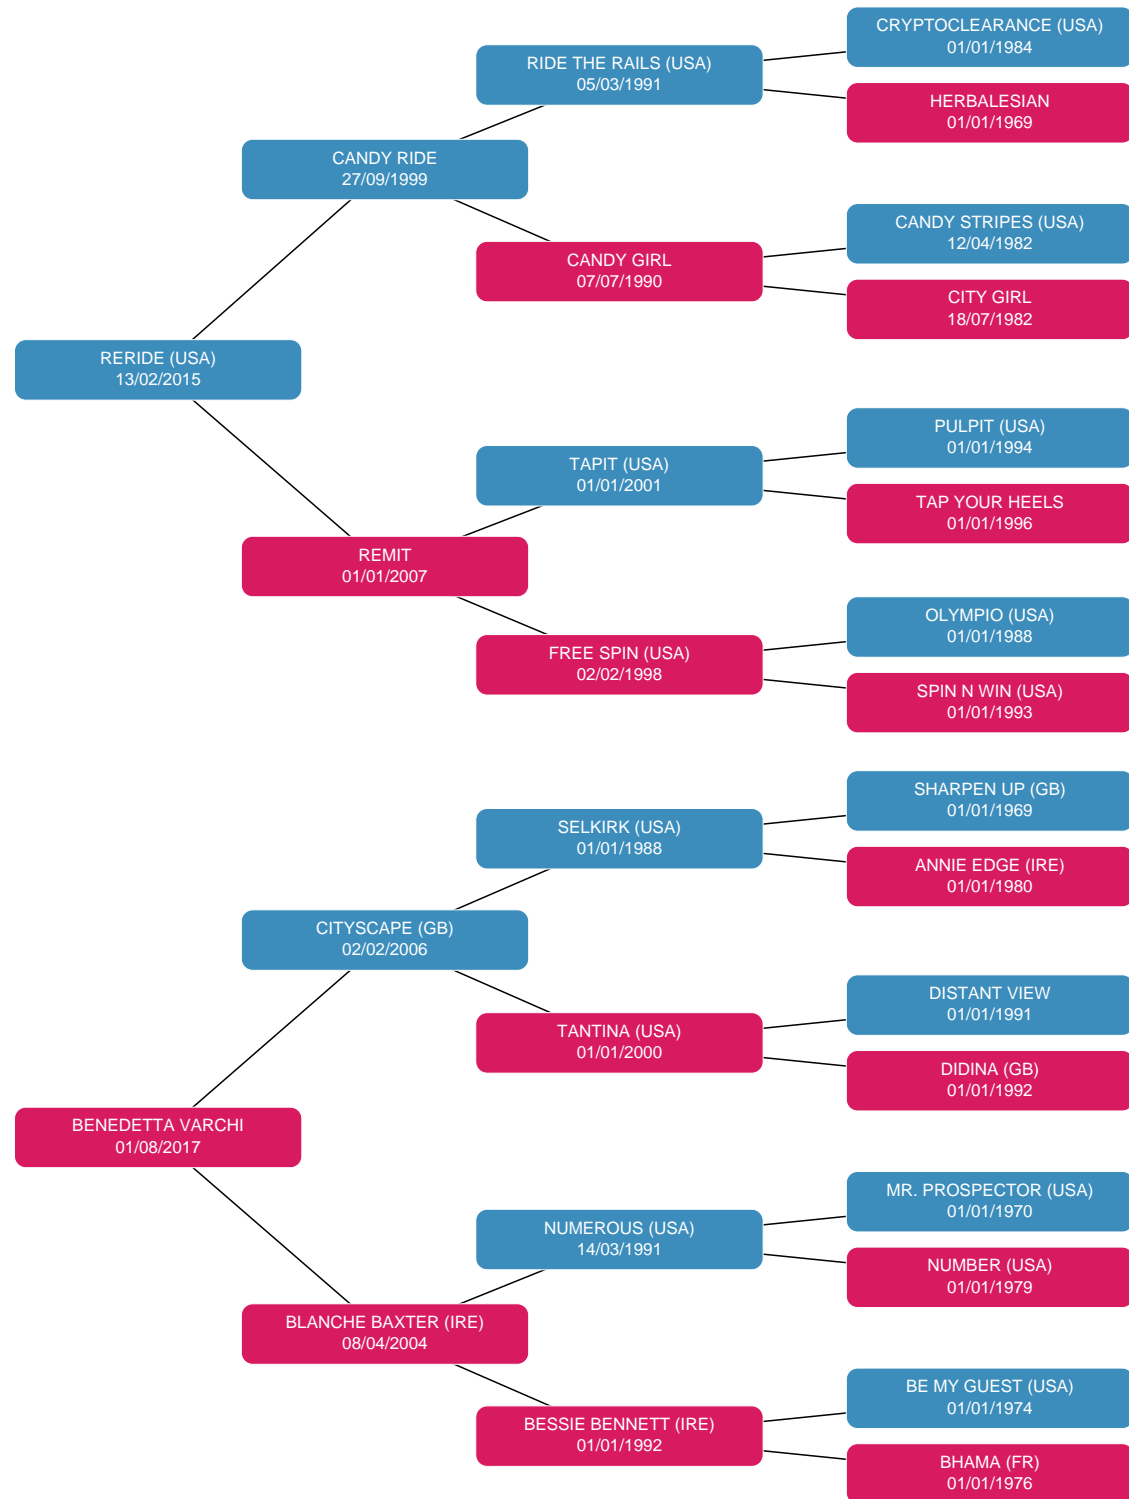 CRYPTOCLEARANCE (USA)
01/01/1984
RIDE THE RAILS (USA)
05/03/1991
HERBALESIAN
01/01/1969
CANDY RIDE
27/09/1999
CANDY STRIPES (USA)
12/04/1982
CANDY GIRL
07/07/1990
CITY GIRL
18/07/1982
RERIDE (USA)
13/02/2015
PULPIT (USA)
01/01/1994
TAPIT (USA)
01/01/2001
TAP YOUR HEELS
01/01/1996
REMIT
01/01/2007
OLYMPIO (USA)
01/01/1988
FREE SPIN (USA)
02/02/1998
SPIN N WIN (USA)
01/01/1993
SHARPEN UP (GB)
01/01/1969
SELKIRK (USA)
01/01/1988
ANNIE EDGE (IRE)
01/01/1980
CITYSCAPE (GB)
02/02/2006
DISTANT VIEW
01/01/1991
TANTINA (USA)
01/01/2000
DIDINA (GB)
01/01/1992
BENEDETTA VARCHI
01/08/2017
MR. PROSPECTOR (USA)
01/01/1970
NUMEROUS (USA)
14/03/1991
NUMBER (USA)
01/01/1979
BLANCHE BAXTER (IRE)
08/04/2004
BE MY GUEST (USA)
01/01/1974
BESSIE BENNETT (IRE)
01/01/1992
BHAMA (FR)
01/01/1976